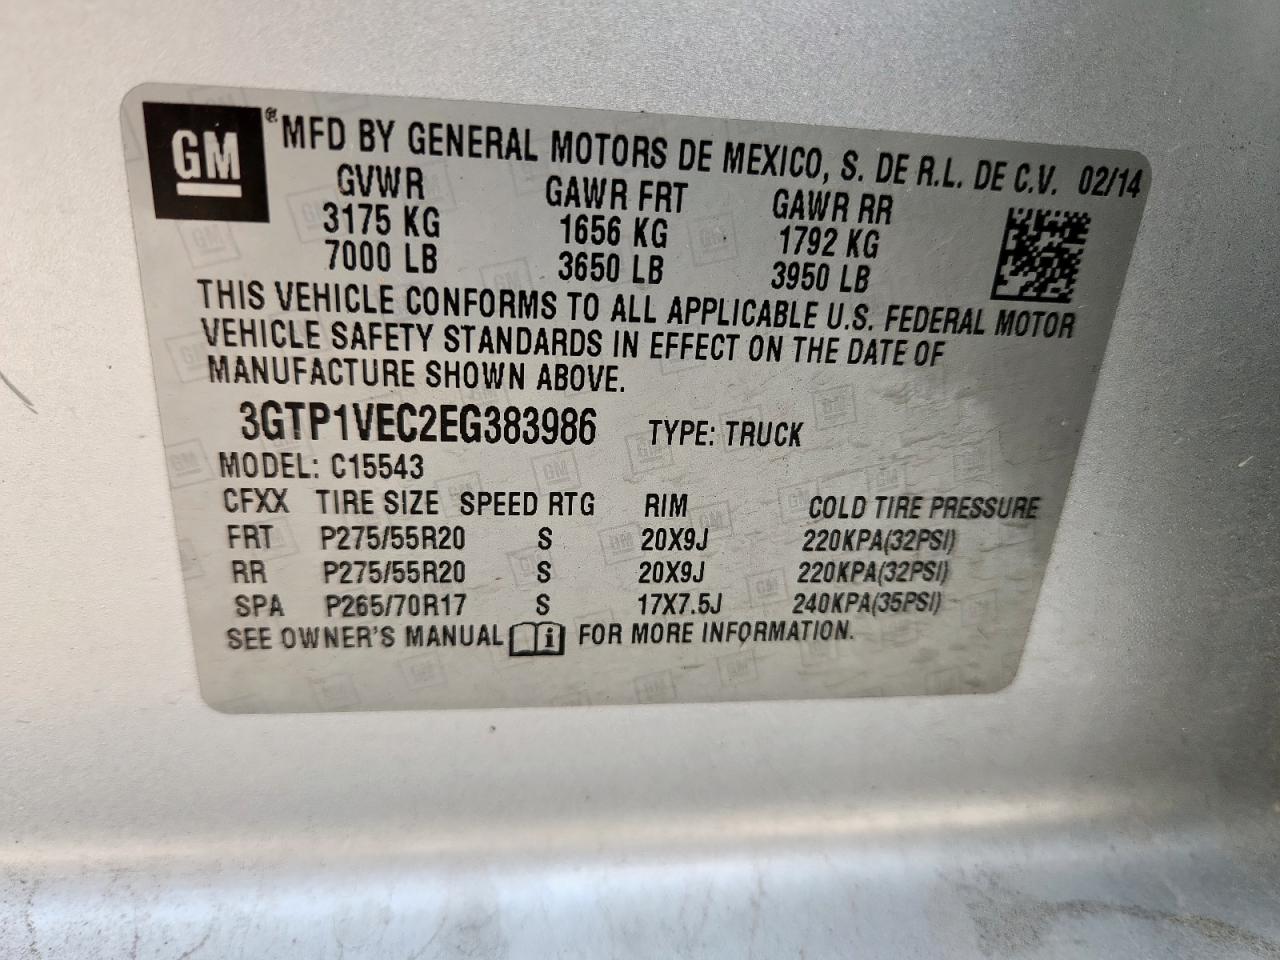 GM ® MFD BY GENERAL MOTORS DE MEXICO, S. DE R.L. DE C.V. 02/14
GVWR GAWR FRT GAWR RR
3175 KG 1656 KG 1792 KG
7000 LB 3650 LB 3950 LB
THIS VEHICLE CONFORMS TO ALL APPLICABLE U.S. FEDERAL MOTOR
VEHICLE SAFETY STANDARDS IN EFFECT ON THE DATE OF
MANUFACTURE SHOWN ABOVE.
3GTP1VEC2EG383986 TYPE: TRUCK
MODEL: C15543
CFXX TIRE SIZE SPEED RTG RIM COLD TIRE PRESSURE
FRT P275/55R20 S 20X9J 220KPA(32PSI)
RR P275/55R20 S 20X9J 220KPA(32PSI)
SPA P265/70R17 S 17X7.5J 240KPA(35PSI)
SEE OWNER'S MANUAL i FOR MORE INFORMATION.